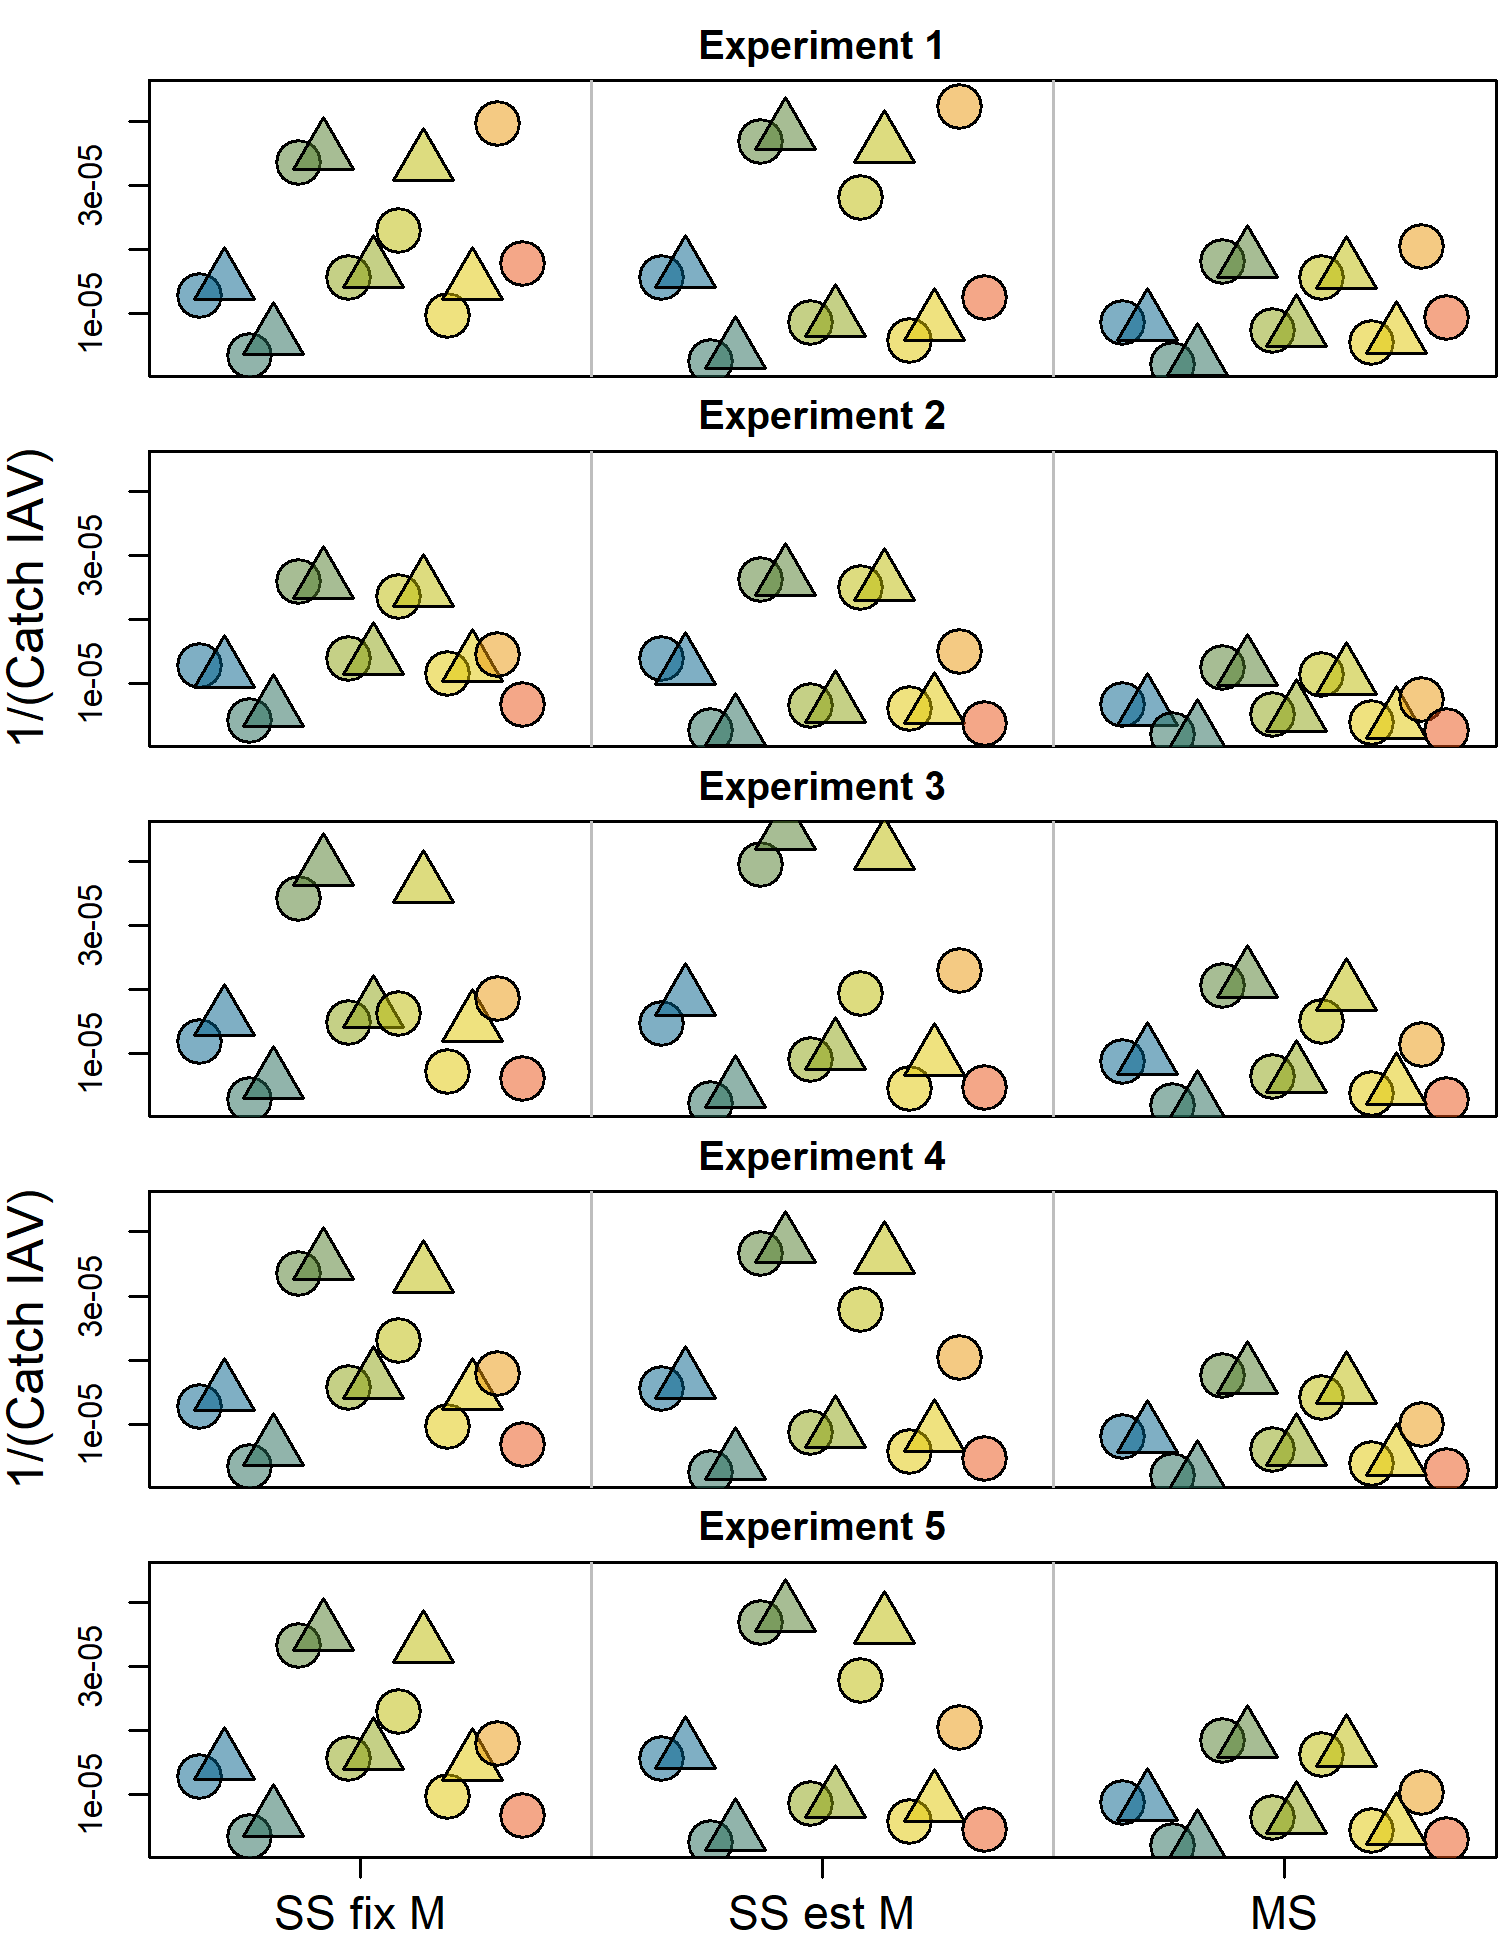 Experiment 1
3e-05
1e-05
Experiment 2
1/(Catch IAV)
3e-05
1e-05
Experiment 3
3e-05
1e-05
Experiment 4
1/(Catch IAV)
3e-05
1e-05
Experiment 5
3e-05
1e-05
SS fix M SS est M MS